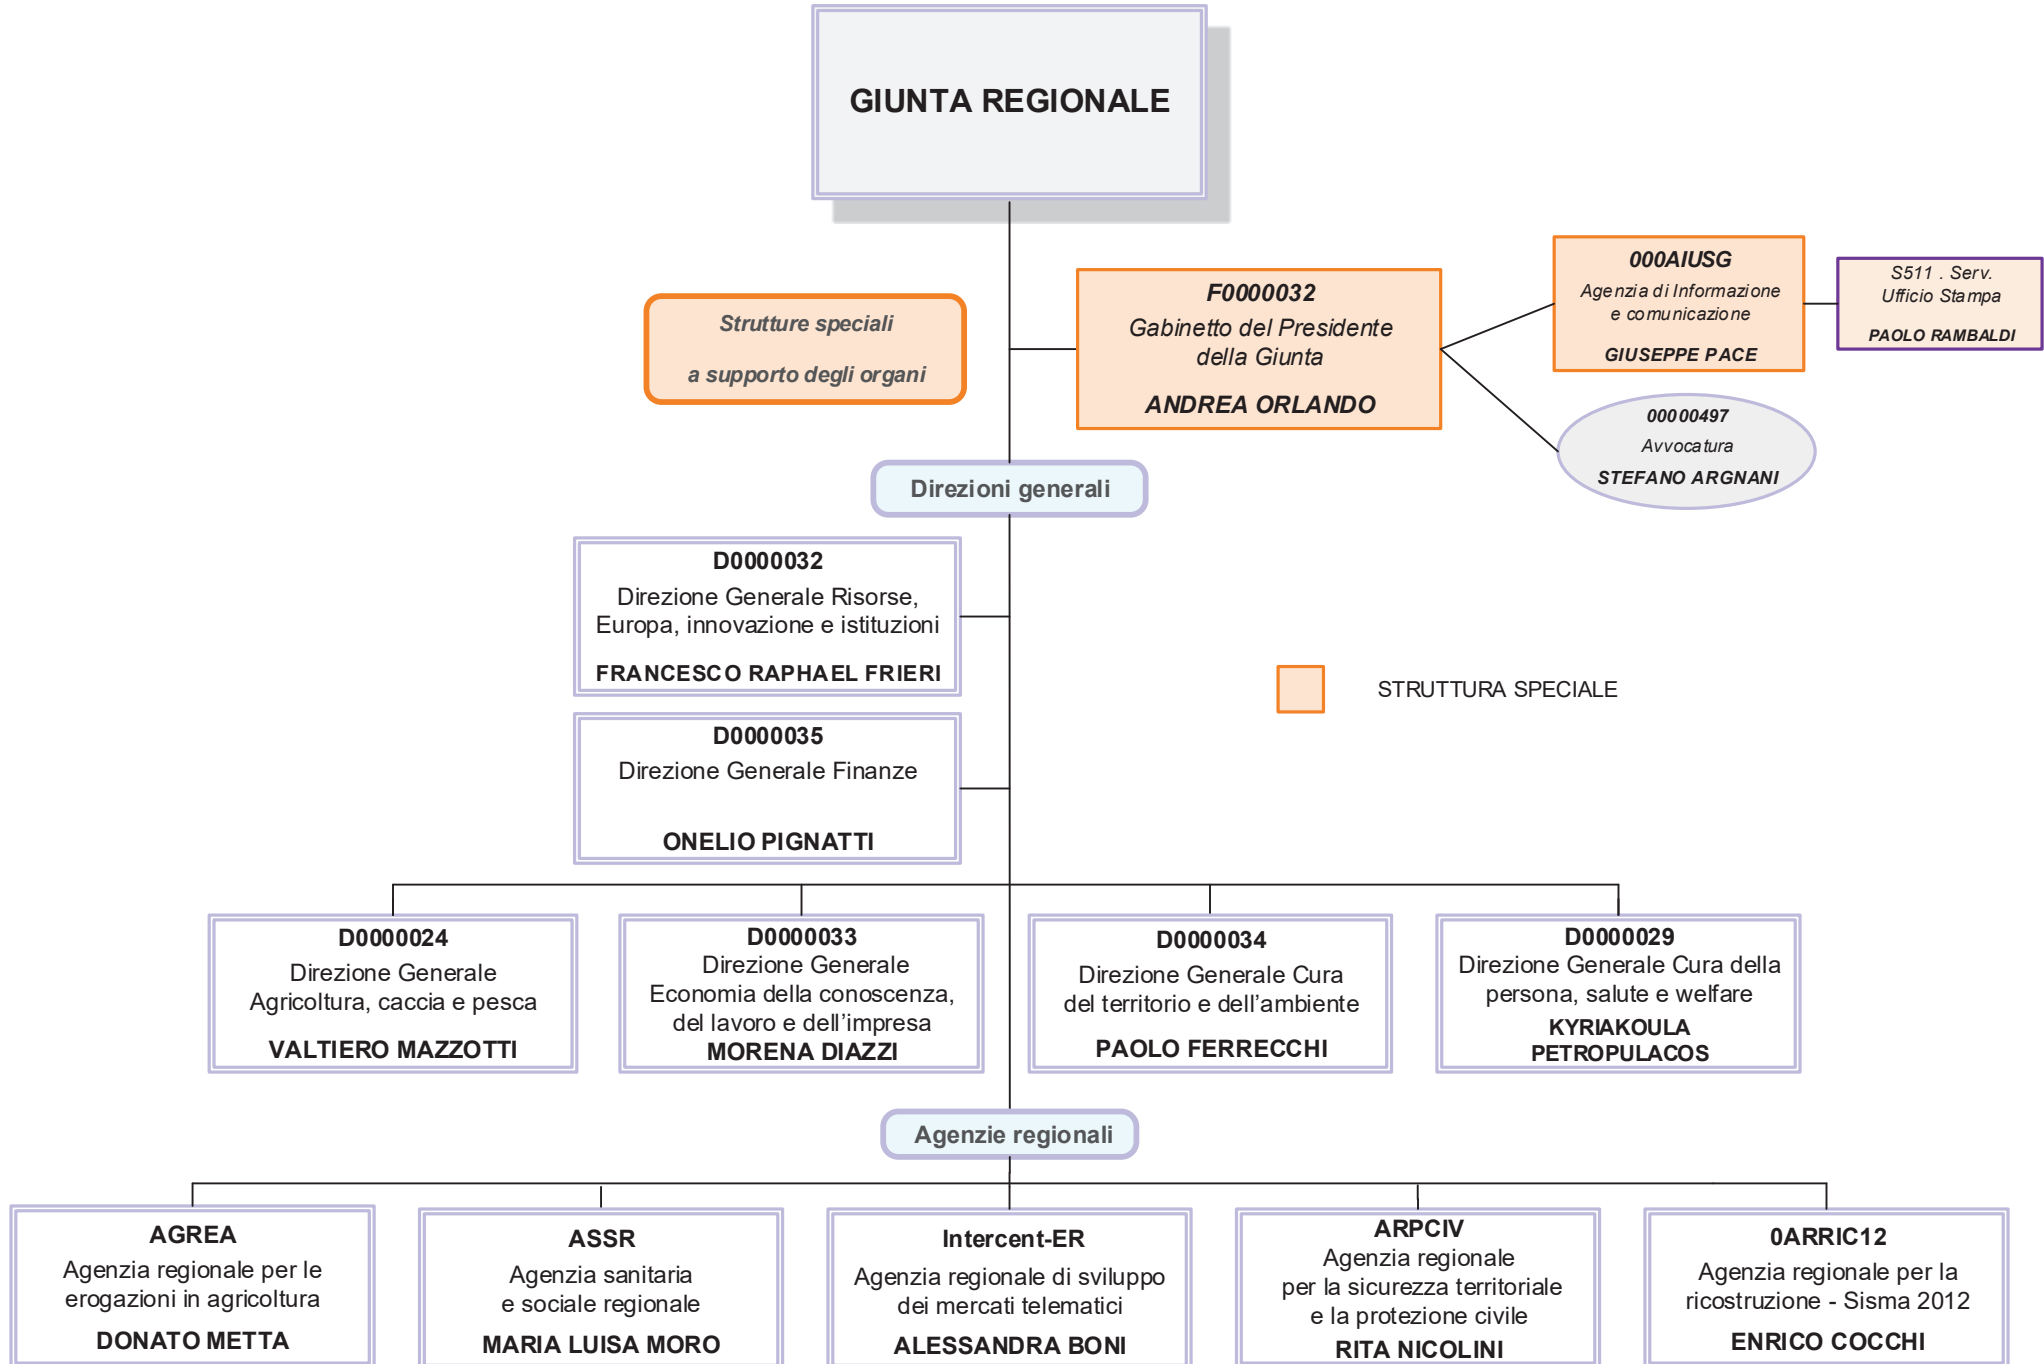 GIUNTA REGIONALE
Strutture speciali
a supporto degli organi
F0000032
Gabinetto del Presidente
della Giunta
ANDREA ORLANDO
000AIUSG
Agenzia di Informazione
e comunicazione
GIUSEPPE PACE
S511 . Serv.
Ufficio Stampa
PAOLO RAMBALDI
00000497
Avvocatura
STEFANO ARGNANI
Direzioni generali
D0000032
Direzione Generale Risorse,
Europa, innovazione e istituzioni
FRANCESCO RAPHAEL FRIERI
STRUTTURA SPECIALE
D0000035
Direzione Generale Finanze
ONELIO PIGNATTI
D0000024
Direzione Generale
Agricoltura, caccia e pesca
VALTIERO MAZZOTTI
D0000033
Direzione Generale
Economia della conoscenza,
del lavoro e dell’impresa
MORENA DIAZZI
D0000034
Direzione Generale Cura
del territorio e dell’ambiente
PAOLO FERRECCHI
D0000029
Direzione Generale Cura della
persona, salute e welfare
KYRIAKOULA
PETROPULACOS
Agenzie regionali
AGREA
Agenzia regionale per le
erogazioni in agricoltura
DONATO METTA
ASSR
Agenzia sanitaria
e sociale regionale
MARIA LUISA MORO
Intercent-ER
Agenzia regionale di sviluppo
dei mercati telematici
ALESSANDRA BONI
ARPCIV
Agenzia regionale
per la sicurezza territoriale
e la protezione civile
RITA NICOLINI
0ARRIC12
Agenzia regionale per la
ricostruzione - Sisma 2012
ENRICO COCCHI